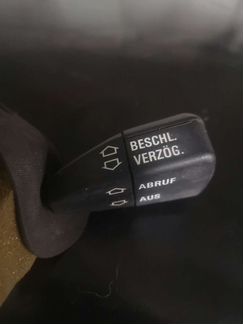 BESCHL.
VERZÖG.
ABRUF
AUS